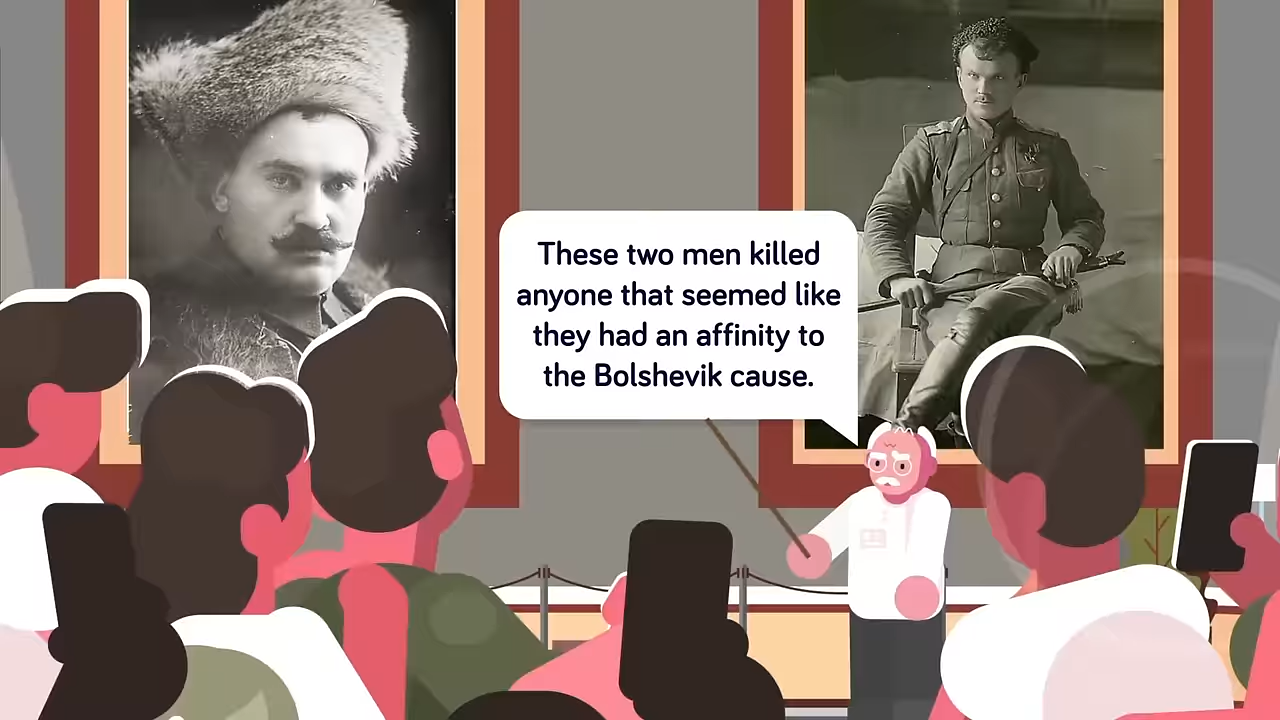 These two men killed
anyone that seemed like
they had an affinity to
the Bolshevik cause.